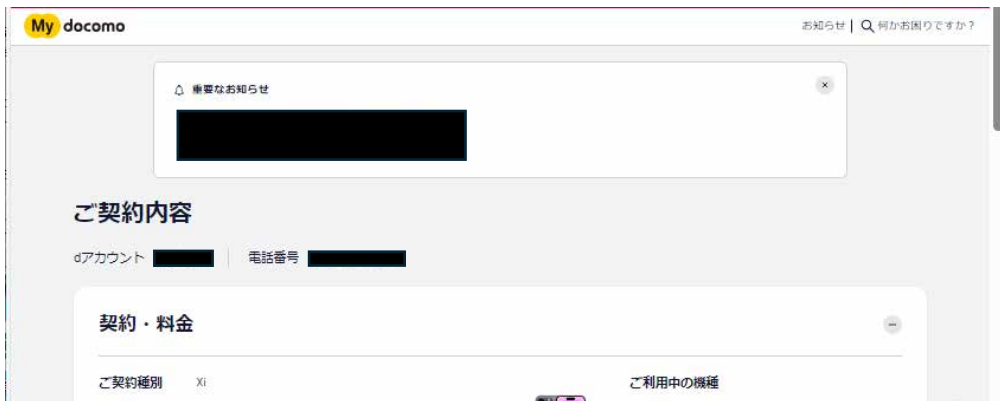 My docomo
お知らせ | 何かお困りですか？
重要なお知らせ
ご契約内容
dアカウント
電話番号
契約・料金
ご契約種別 Xi
ご利用中の機種